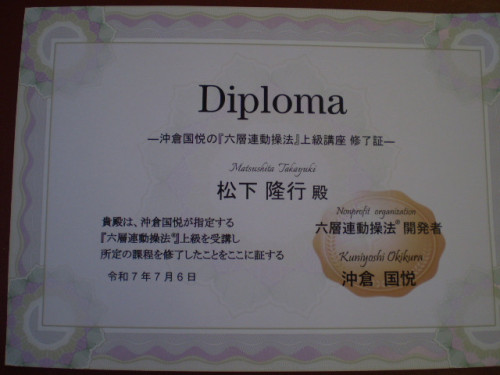 Diploma
―沖倉国悦の『六層連動操法』上級講座 修了証―
Matsushita Takayuki
松下 隆行 殿
貴殿は、沖倉国悦が指定する
『六層連動操法®』上級を受講し
所定の課程を修了したことをここに証する
令和７年７月６日
Nonprofit organization
六層連動操法®開発者
Kuniyoshi Okikura
沖倉 国悦